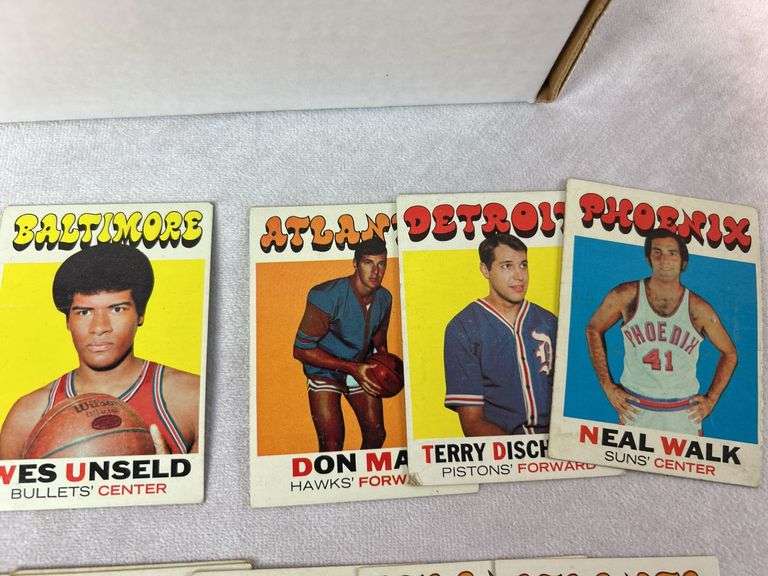 BALTIMORE
Wilson
WES UNSELD
BULLETS' CENTER
ATLAN
DON MA
HAWKS' FORW
DETROIT
D
TERRY DISCH
PISTONS' FORWARD
PHOENIX
PHOENIX
41
NEAL WALK
SUNS' CENTER